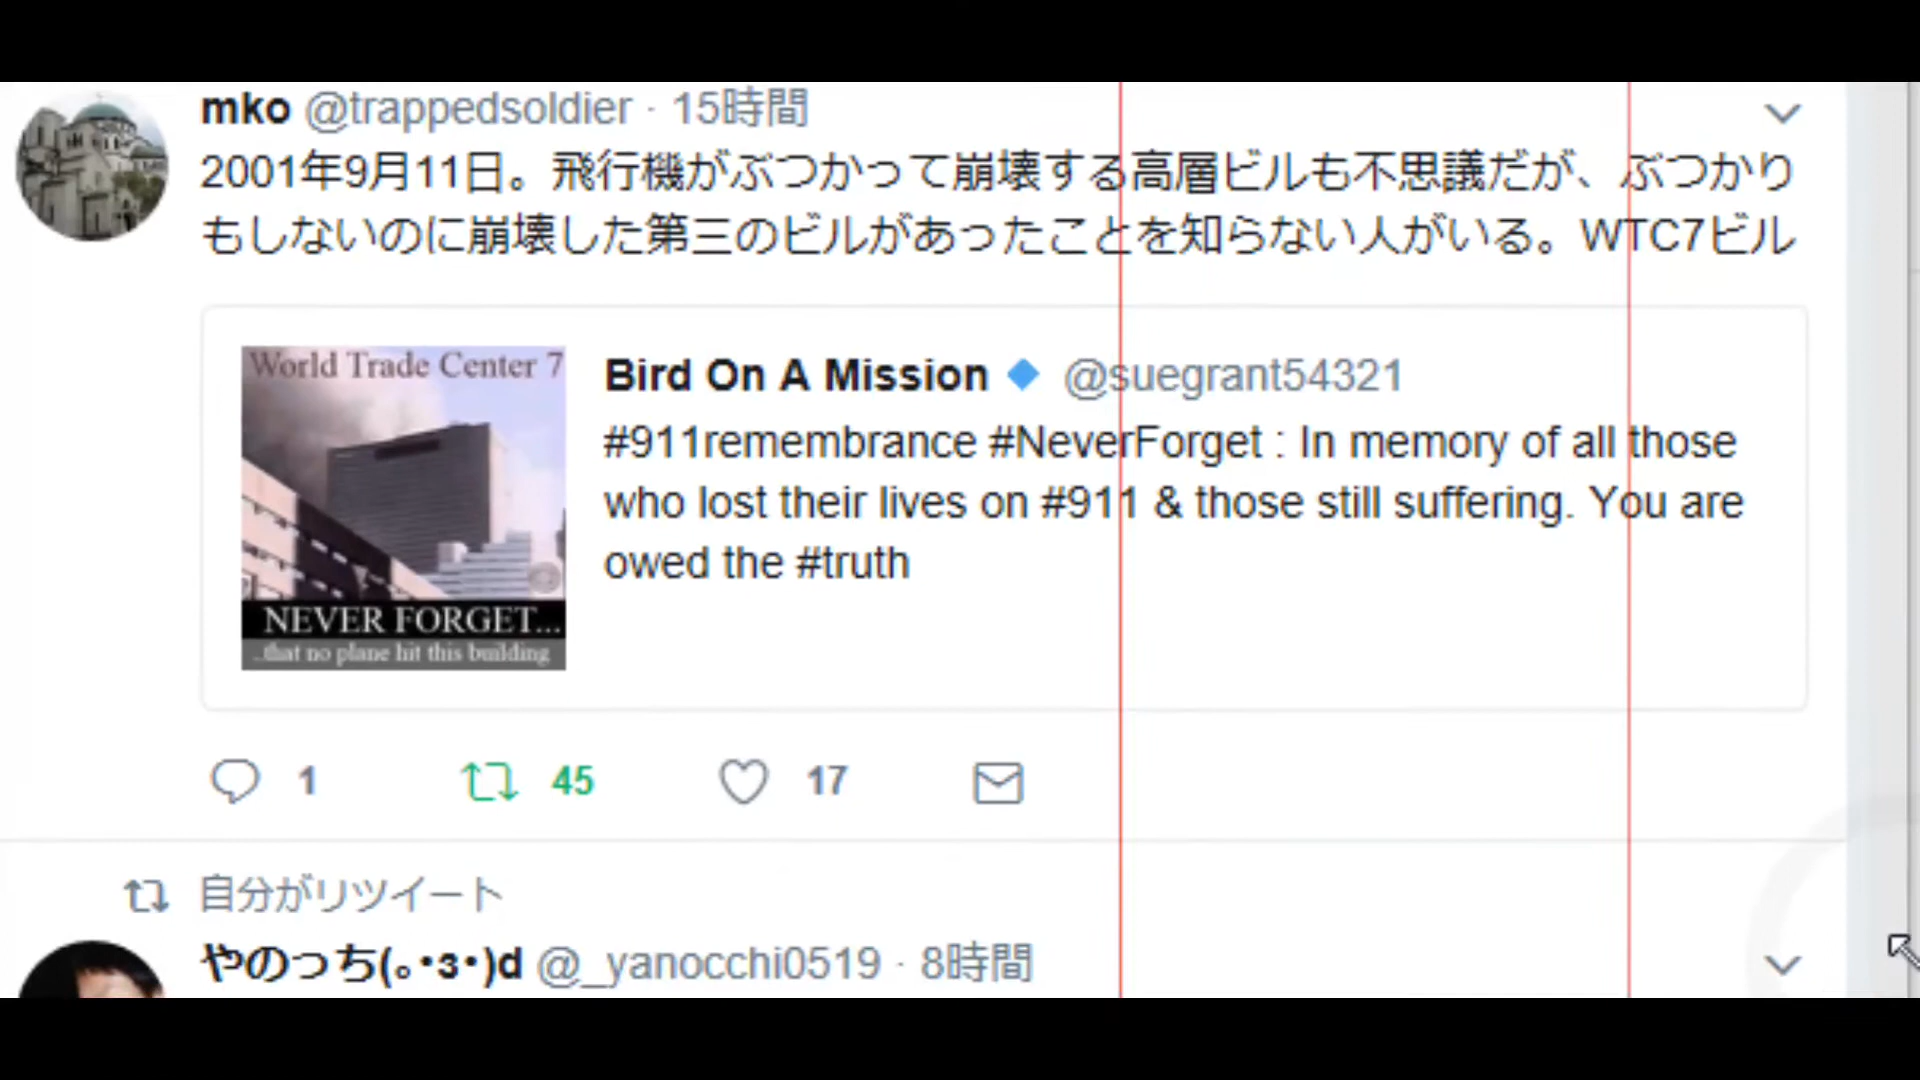 mko @trappedsoldier · 15時間
2001年9月11日。飛行機がぶつかって崩壊する高層ビルも不思議だが、ぶつかり
もしないのに崩壊した第三のビルがあったことを知らない人がいる。WTC7ビル
World Trade Center 7
NEVER FORGET...
..that no plane hit this building
Bird On A Mission 🔹 @suegrant54321
#911remembrance #NeverForget : In memory of all those
who lost their lives on #911 & those still suffering. You are
owed the #truth
1 45 17
自分がリツイート
やのっち(｡･з･)d @_yanocchi0519 · 8時間